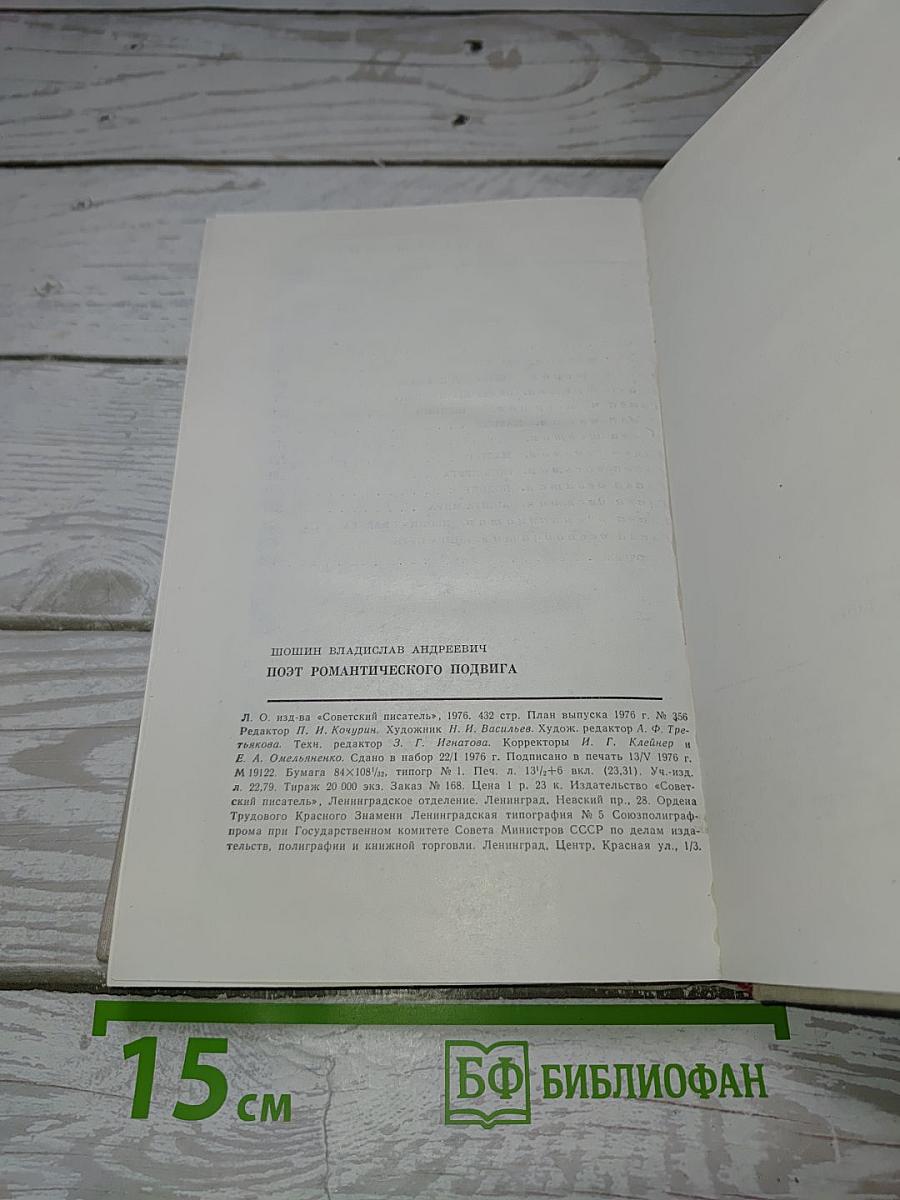 ШОШИН ВЛАДИСЛАВ АНДРЕЕВИЧ
ПОЭТ РОМАНТИЧЕСКОГО ПОДВИГА
Л. О. изд-ва «Советский писатель», 1976. 432 стр. План выпуска 1976 г. № 356
Редактор П. И. Кочурин. Художник Н. И. Васильев. Худож. редактор А. Ф. Тре-
тьякова. Техн. редактор З. Г. Игнатова. Корректоры И. Г. Клейнер и
Е. А. Омельяненко. Сдано в набор 22/I 1976 г. Подписано в печать 13/V 1976 г.
М 19122. Бумага 84×108¹/₃₂, типогр № 1. Печ. л. 13¹/₂+6 вкл. (23,31). Уч.-изд.
л. 22,79. Тираж 20 000 экз. Заказ № 168. Цена 1 р. 23 к. Издательство «Совет-
ский писатель», Ленинградское отделение. Ленинград, Невский пр., 28. Ордена
Трудового Красного Знамени Ленинградская типография № 5 Союзполиграф-
прома при Государственном комитете Совета Министров СССР по делам изда-
тельств, полиграфии и книжной торговли. Ленинград, Центр, Красная ул., 1/3.
15 см
БФ БИБЛИОФАН